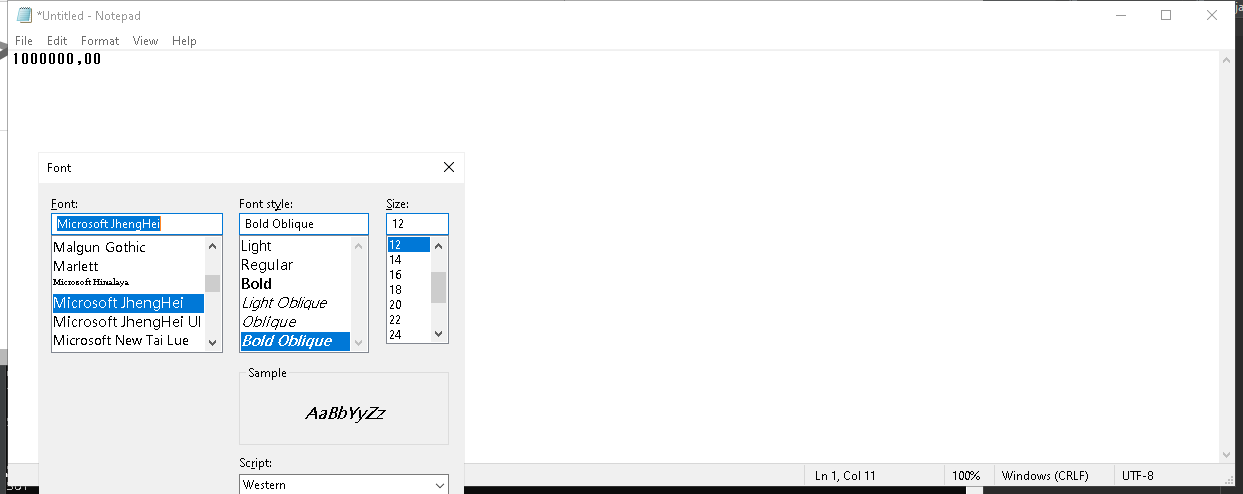 *Untitled - Notepad
File Edit Format View Help
1000000,00
Font
Font: Font style: Size:
Microsoft JhengHei Bold Oblique 12
Malgun Gothic
Marlett
Microsoft Himalaya
Microsoft JhengHei
Microsoft JhengHei UI
Microsoft New Tai Lue
Light
Regular
Bold
Light Oblique
Oblique
Bold Oblique
12
14
16
18
20
22
24
Sample
AaBbYyZz
Script:
Western
Ln 1, Col 11 100% Windows (CRLF) UTF-8